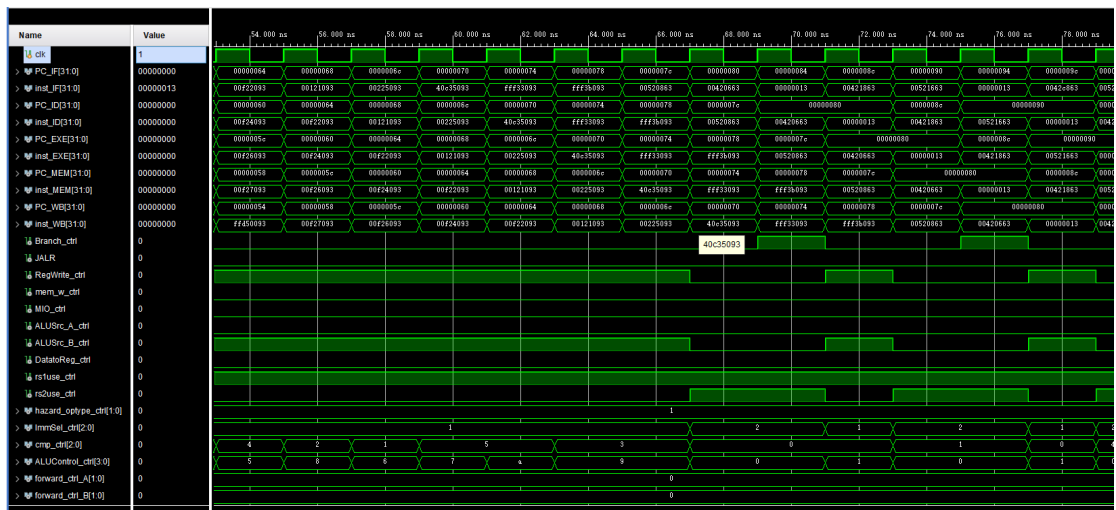 Name Value 54.000 ns 56.000 ns 58.000 ns 60.000 ns 62.000 ns 64.000 ns 66.000 ns 68.000 ns 70.000 ns 72.000 ns 74.000 ns 76.000 ns 78.000 ns
clk 1
PC_IF[31:0] 00000000 00000064 00000068 0000006c 00000070 00000074 00000078 0000007c 00000080 00000084 0000008c 00000090 00000094 0000009c
inst_IF[31:0] 00000013 00f22093 00121093 00225093 40c35093 fff33093 fff3b093 00520863 00420663 00000013 00421863 00521663 00000013 0042c863
PC_ID[31:0] 00000000 00000060 00000064 00000068 0000006c 00000070 00000074 00000078 0000007c 00000080 0000008c 00000090
inst_ID[31:0] 00000000 00f24093 00f22093 00121093 00225093 40c35093 fff33093 fff3b093 00520863 00420663 00000013 00421863 00521663 00000013
PC_EXE[31:0] 00000000 0000005c 00000060 00000064 00000068 0000006c 00000070 00000074 00000078 0000007c 00000080 0000008c 00000090
inst_EXE[31:0] 00000000 00f26093 00f24093 00f22093 00121093 00225093 40c35093 fff33093 fff3b093 00520863 00420663 00000013 00421863 00521663
PC_MEM[31:0] 00000000 00000058 0000005c 00000060 00000064 00000068 0000006c 00000070 00000074 00000078 0000007c 00000080 0000008c
inst_MEM[31:0] 00000000 00f27093 00f26093 00f24093 00f22093 00121093 00225093 40c35093 fff33093 fff3b093 00520863 00420663 00000013 00421863
PC_WB[31:0] 00000000 00000054 00000058 0000005c 00000060 00000064 00000068 0000006c 00000070 00000074 00000078 0000007c 00000080
inst_WB[31:0] 00000000 fff45093 00f27093 00f26093 00f24093 00f22093 00121093 00225093 40c35093 fff33093 fff3b093 00520863 00420663 00000013
Branch_ctrl 0 40c35093
JALR 0
RegWrite_ctrl 0
mem_w_ctrl 0
MIO_ctrl 0
ALUSrc_A_ctrl 0
ALUSrc_B_ctrl 0
DatatoReg_ctrl 0
rs1use_ctrl 0
rs2use_ctrl 0
hazard_optype_ctrl[1:0] 0 1
ImmSel_ctrl[2:0] 0 1 2 1 2 1 2
cmp_ctrl[2:0] 0 4 2 1 5 3 0 1 0 4
ALUControl_ctrl[3:0] 0 5 8 6 7 a 9 0 1 0 1 0
forward_ctrl_A[1:0] 0 0
forward_ctrl_B[1:0] 0 0